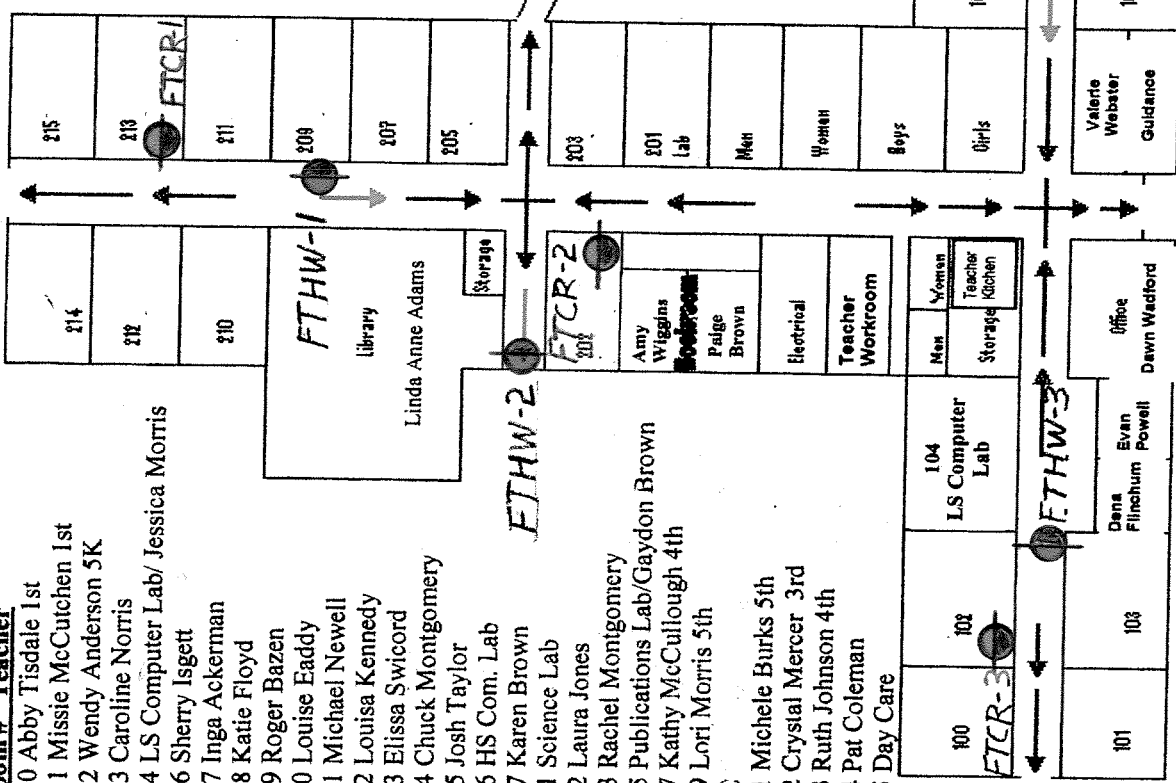 Room# Teacher
0 Abby Tisdale 1st
1 Missie McCutchen 1st
2 Wendy Anderson 5K
3 Caroline Norris
4 LS Computer Lab/ Jessica Morris
6 Sherry Isgett
7 Inga Ackerman
8 Katie Floyd
9 Roger Bazen
0 Louise Eaddy
1 Michael Newell
2 Louisa Kennedy
3 Elissa Swicord
4 Chuck Montgomery
5 Josh Taylor
6 HS Com. Lab
7 Karen Brown
1 Science Lab
2 Laura Jones
3 Rachel Montgomery
5 Publications Lab/Gaydon Brown
7 Kathy McCullough 4th
9 Lori Morris 5th
1 Michele Burks 5th
2 Crystal Mercer 3rd
3 Ruth Johnson 4th
Pat Coleman
Day Care
214
212
210
FTHW-1
Library
Linda Anne Adams
Storage
FTHW-2
FTCR-2
202
Amy
Wiggins
Bookroom
Paige
Brown
Electrical
Teacher
Workroom
Men
Women
Storage
Teacher
Kitchen
104
LS Computer
Lab
102
100
FTCR-3
FTHW-3
101
103
Dena
Flinchum
Evan
Powell
Office
Dawn Wadford
215
213
FTCR-1
211
209
207
205
203
201
Lab
Men
Women
Boys
Girls
Valerie
Webster
Guidance